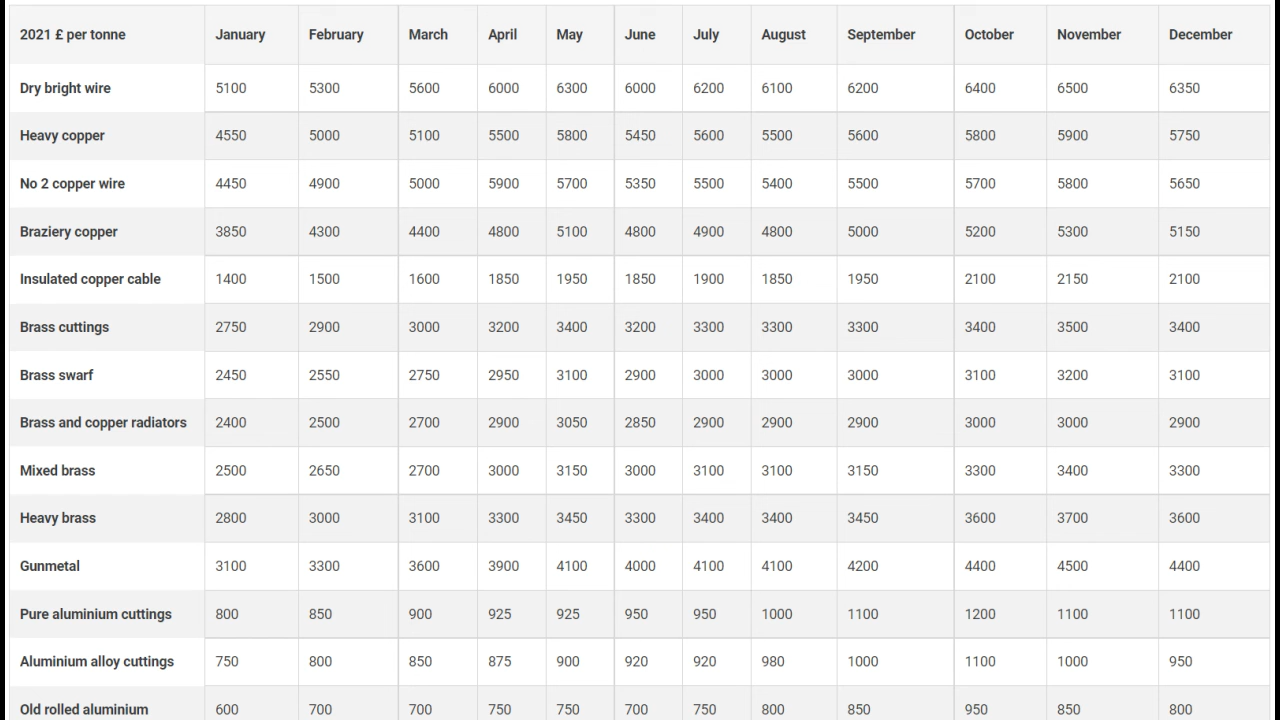 2021 £ per tonne January February March April May June July August September October November December
Dry bright wire 5100 5300 5600 6000 6300 6000 6200 6100 6200 6400 6500 6350
Heavy copper 4550 5000 5100 5500 5800 5450 5600 5500 5600 5800 5900 5750
No 2 copper wire 4450 4900 5000 5900 5700 5350 5500 5400 5500 5700 5800 5650
Braziery copper 3850 4300 4400 4800 5100 4800 4900 4800 5000 5200 5300 5150
Insulated copper cable 1400 1500 1600 1850 1950 1850 1900 1850 1950 2100 2150 2100
Brass cuttings 2750 2900 3000 3200 3400 3200 3300 3300 3300 3400 3500 3400
Brass swarf 2450 2550 2750 2950 3100 2900 3000 3000 3000 3100 3200 3100
Brass and copper radiators 2400 2500 2700 2900 3050 2850 2900 2900 2900 3000 3000 2900
Mixed brass 2500 2650 2700 3000 3150 3000 3100 3100 3150 3300 3400 3300
Heavy brass 2800 3000 3100 3300 3450 3300 3400 3400 3450 3600 3700 3600
Gunmetal 3100 3300 3600 3900 4100 4000 4100 4100 4200 4400 4500 4400
Pure aluminium cuttings 800 850 900 925 925 950 950 1000 1100 1200 1100 1100
Aluminium alloy cuttings 750 800 850 875 900 920 920 980 1000 1100 1000 950
Old rolled aluminium 600 700 700 750 750 700 750 800 850 950 850 800